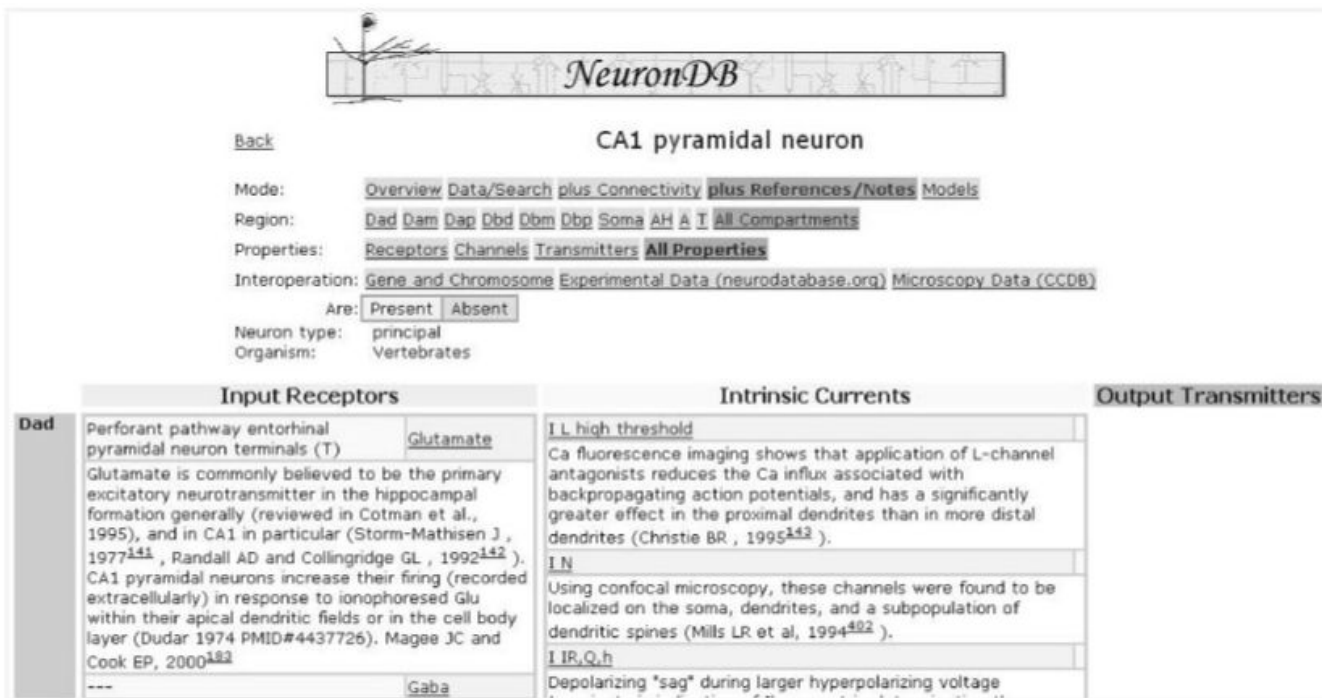 NeuronDB
Back
CA1 pyramidal neuron
Mode: Overview Data/Search plus Connectivity plus References/Notes Models
Region: Dad Dam Dap Dbd Dbm Dbp Soma AH A T All Compartments
Properties: Receptors Channels Transmitters All Properties
Interoperation: Gene and Chromosome Experimental Data (neurodatabase.org) Microscopy Data (CCDB)
Are: Present Absent
Neuron type: principal
Organism: Vertebrates
Input Receptors
Intrinsic Currents
Output Transmitters
Dad
Perforant pathway entorhinal
pyramidal neuron terminals (T)
Glutamate
Glutamate is commonly believed to be the primary
excitatory neurotransmitter in the hippocampal
formation generally (reviewed in Cotman et al.,
1995), and in CA1 in particular (Storm-Mathisen J ,
1977141 , Randall AD and Collingridge GL , 1992142 ).
CA1 pyramidal neurons increase their firing (recorded
extracellularly) in response to ionophoresed Glu
within their apical dendritic fields or in the cell body
layer (Dudar 1974 PMID#4437726). Magee JC and
Cook EP, 2000183
---
Gaba
I L high threshold
Ca fluorescence imaging shows that application of L-channel
antagonists reduces the Ca influx associated with
backpropagating action potentials, and has a significantly
greater effect in the proximal dendrites than in more distal
dendrites (Christie BR , 1995143 ).
I N
Using confocal microscopy, these channels were found to be
localized on the soma, dendrites, and a subpopulation of
dendritic spines (Mills LR et al, 1994402 ).
I IR,Q,h
Depolarizing "sag" during larger hyperpolarizing voltage